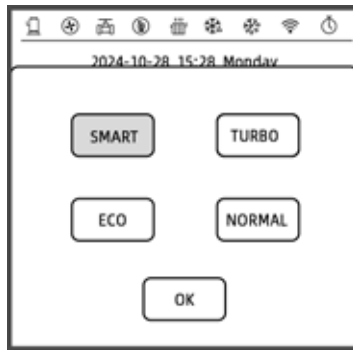 2024-10-28 15:28 Monday
SMART TURBO
ECO NORMAL
OK